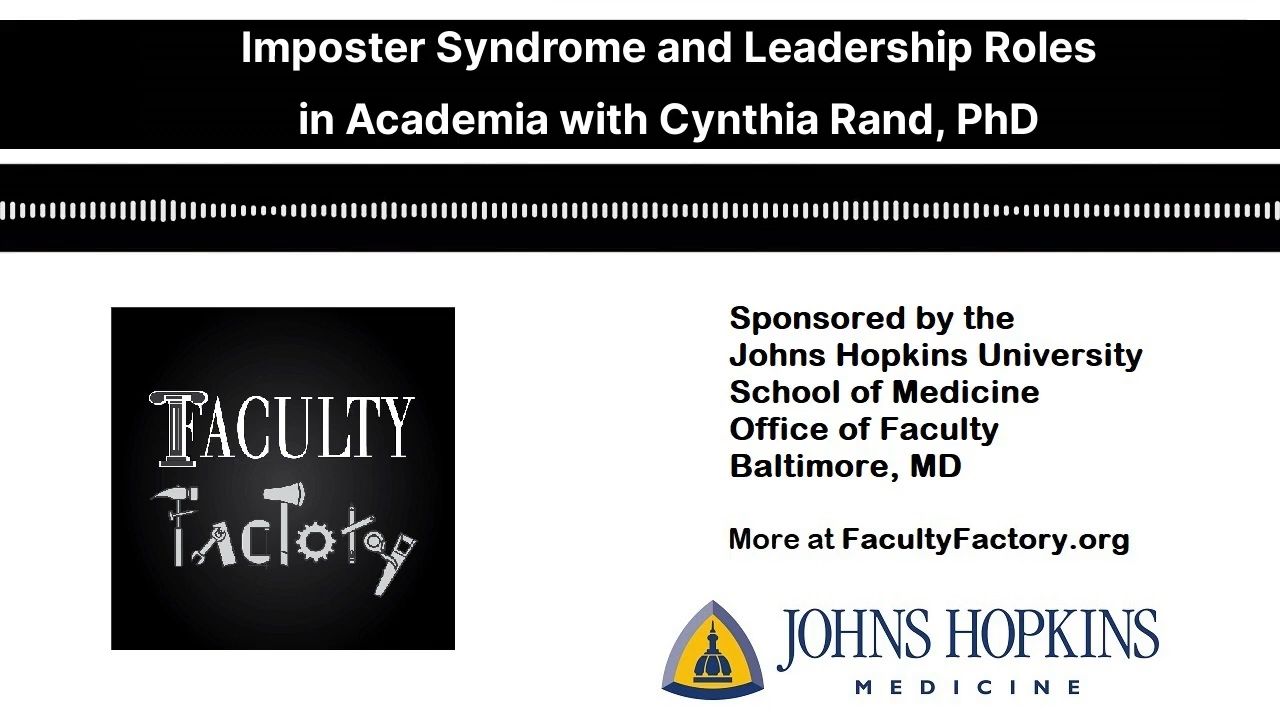 Imposter Syndrome and Leadership Roles
in Academia with Cynthia Rand, PhD
FACULTY
FACTORY
Sponsored by the
Johns Hopkins University
School of Medicine
Office of Faculty
Baltimore, MD
More at FacultyFactory.org
JOHNS HOPKINS
MEDICINE